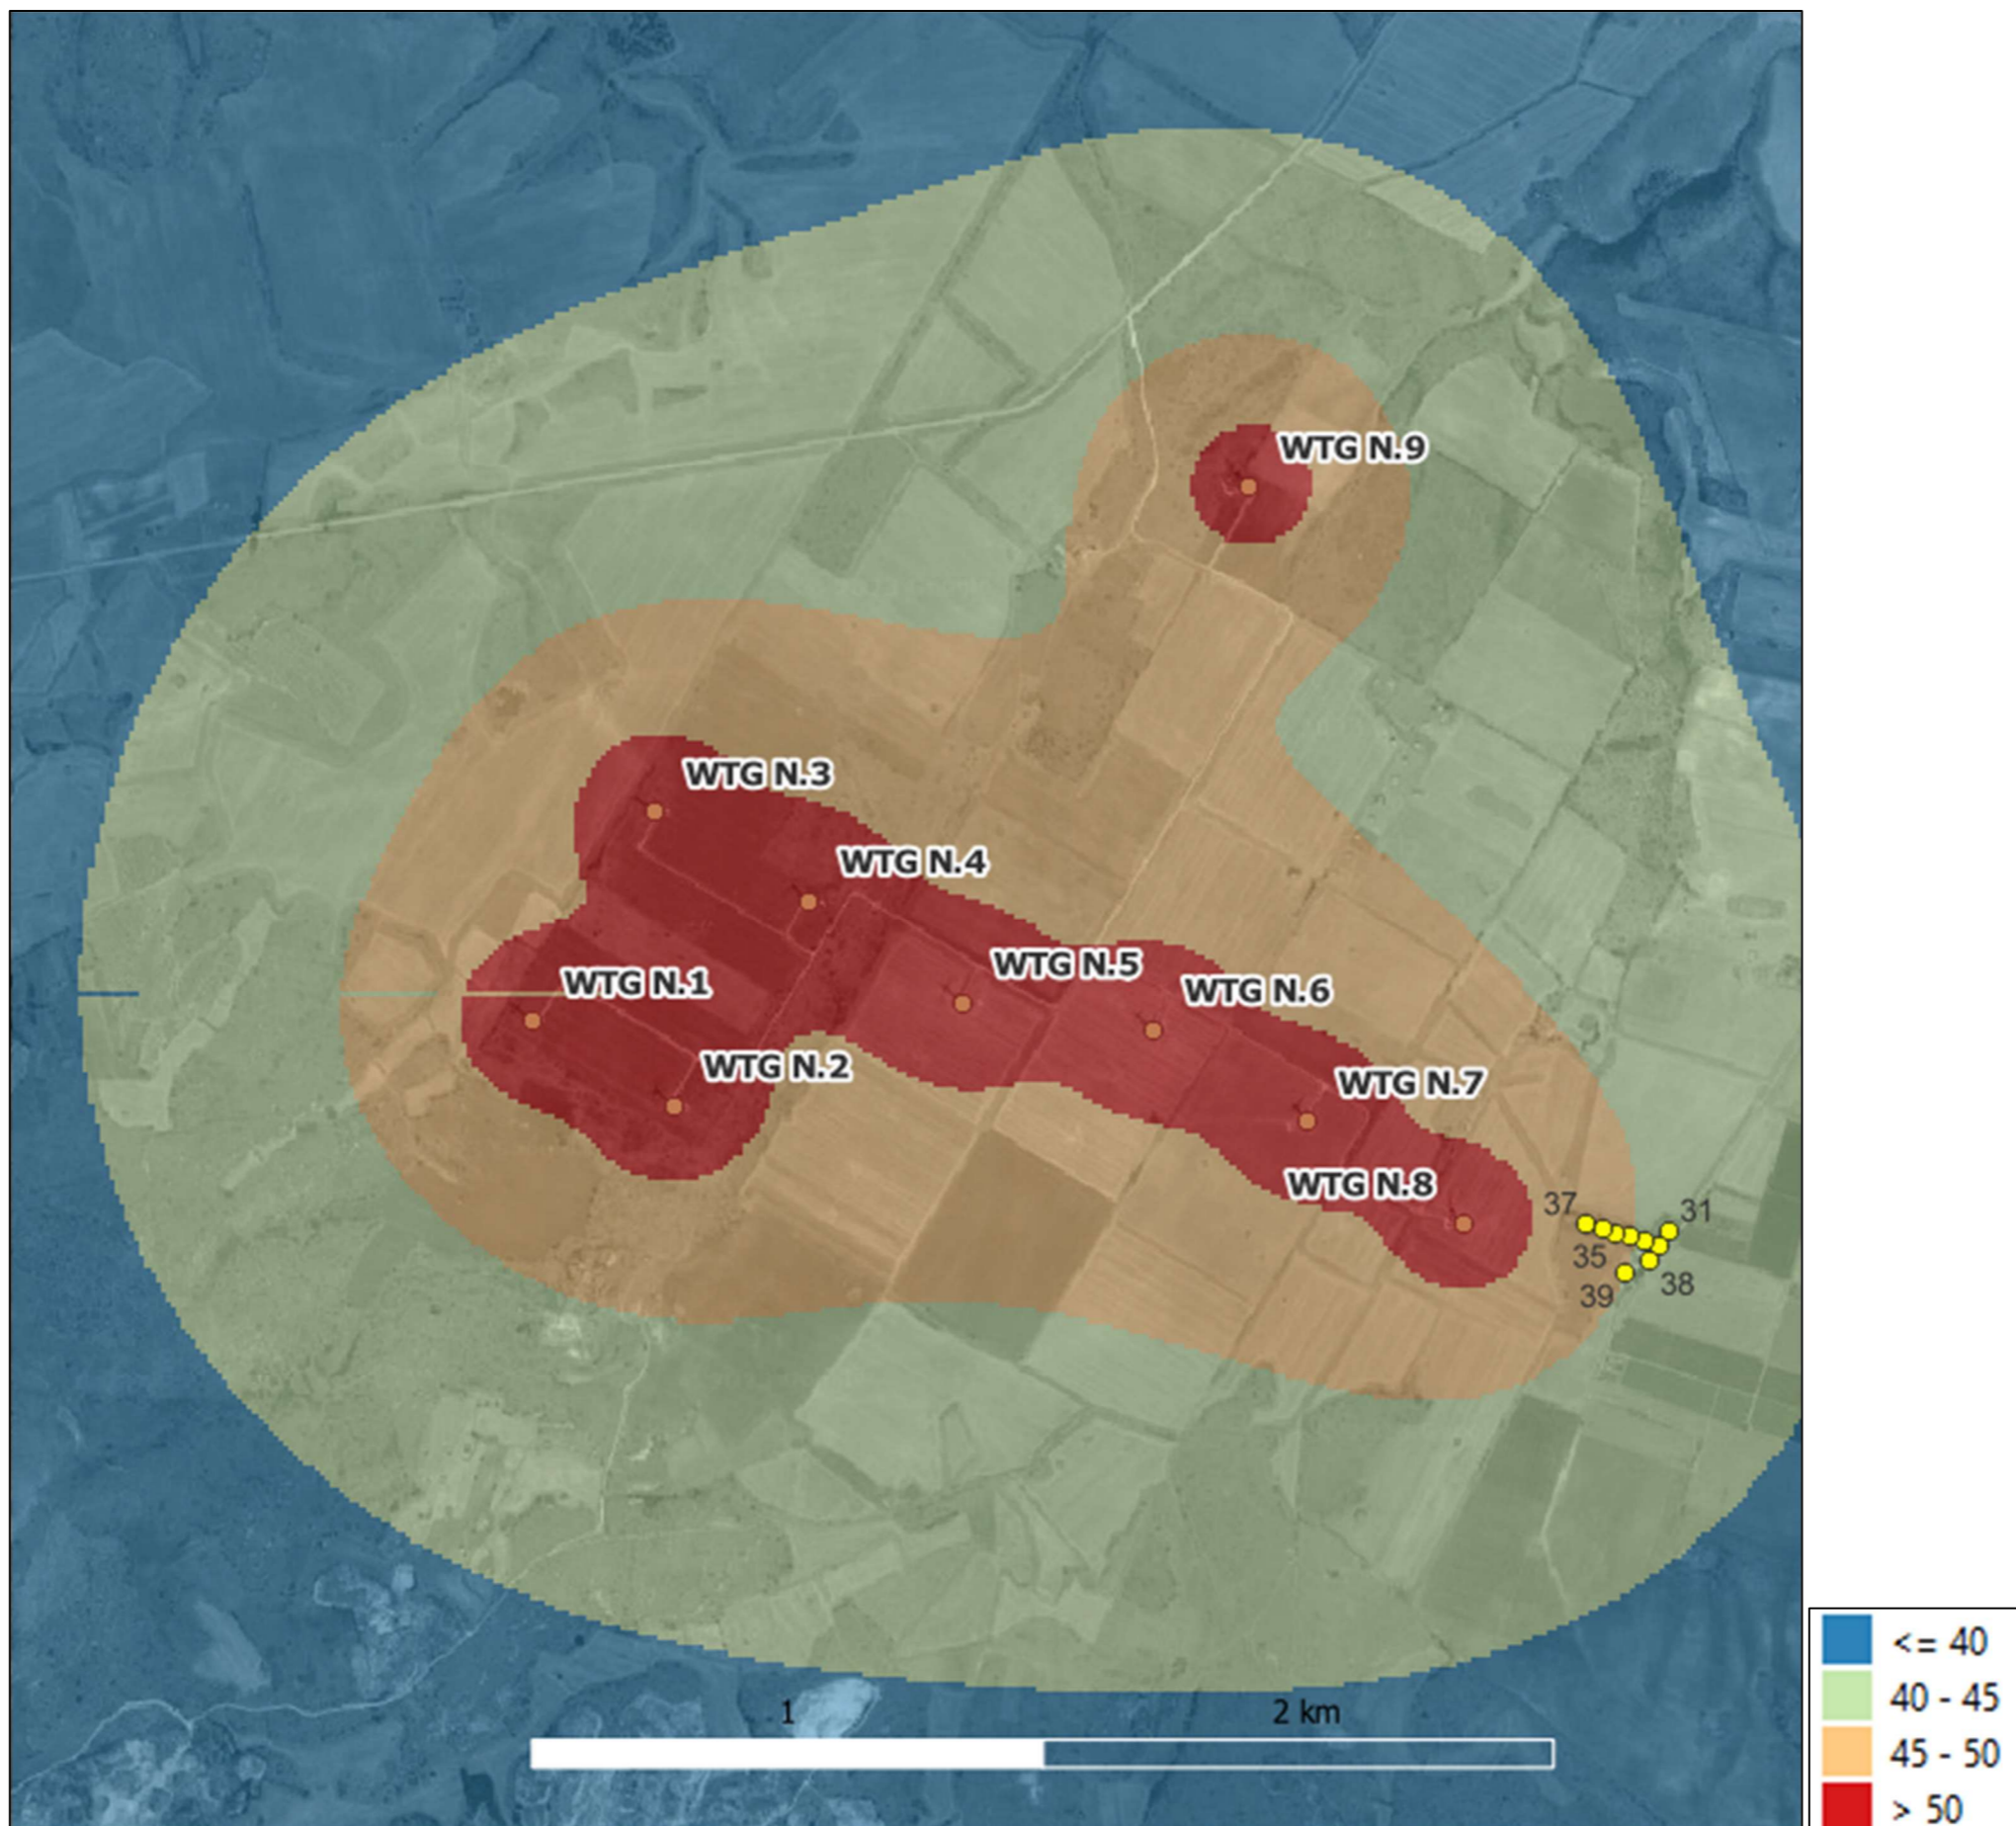 WTG N.9
WTG N.3
WTG N.4
WTG N.5
WTG N.1
WTG N.6
WTG N.2
WTG N.7
WTG N.8
37
31
35
38
39
1
2 km
<= 40
40 - 45
45 - 50
> 50